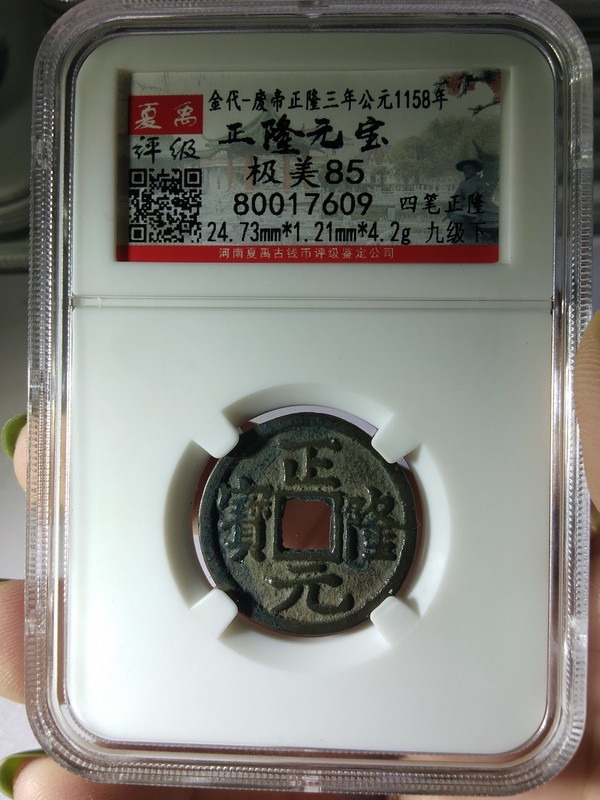 夏禹
评级
金代-废帝正隆三年公元1158年
正隆元宝
极美85
80017609 四笔正隆
24.73mm*1.21mm*4.2g 九级下
河南夏禹古钱币评级鉴定公司
正
隆
元
寳